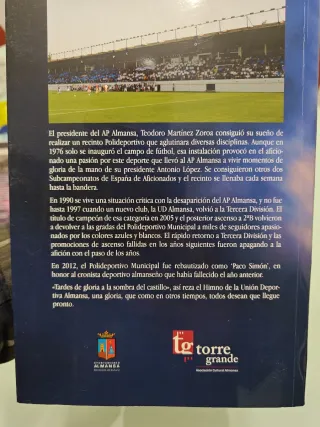 El presidente del AP Almansa, Teodoro Martínez Zoroa consiguió su sueño de
realizar un recinto Polideportivo que aglutinara diversas disciplinas. Aunque en
1976 solo se inauguró el campo de fútbol, esa instalación provocó en el aficio-
nado una pasión por este deporte que llevó al AP Almansa a vivir momentos de
gloria de la mano de su presidente Antonio López. Se consiguieron otros dos
Subcampeonatos de España de Aficionados y el recinto se llenaba cada semana
hasta la bandera.
En 1990 se vive una situación crítica con la desaparición del AP Almansa, y no fue
hasta 1997 cuando un nuevo club, la UD Almansa, volvió a la Tercera División. El
título de campeón de esa categoría en 2005 y el posterior ascenso a 2ªB volvieron
a devolver a las gradas del Polideportivo Municipal a miles de seguidores apasio-
nados por los colores azules y blancos. El rápido retorno a Tercera División y las
promociones de ascenso fallidas en los años siguientes fueron apagando a la
afición con el paso de los años.
En 2012, el Polideportivo Municipal fue rebautizado como 'Paco Simón', en
honor al cronista deportivo almanseño que había fallecido el año anterior.
«Tardes de gloria a la sombra del castillo», así reza el Himno de la Unión Depor-
tiva Almansa, una gloria, que como en otros tiempos, todos desean que llegue
pronto.
ALMANSA
tg torre
grande
Asociación Cultural Almansa